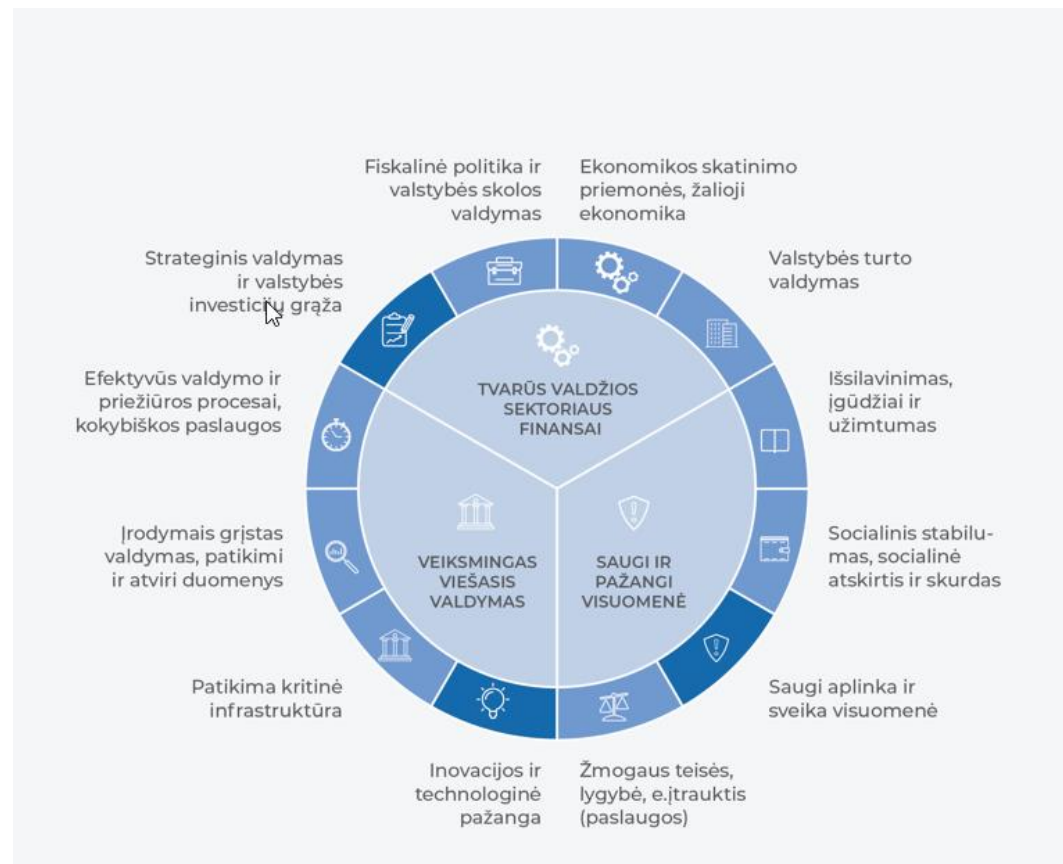 Fiskalinė politika ir
valstybės skolos
valdymas
Ekonomikos skatinimo
priemonės, žalioji
ekonomika
Strateginis valdymas
ir valstybės
investicijų grąža
Valstybės turto
valdymas
Efektyvūs valdymo ir
priežiūros procesai,
kokybiškos paslaugos
TVARŪS VALDŽIOS
SEKTORIAUS
FINANSAI
Išsilavinimas,
įgūdžiai ir
užimtumas
Įrodymais grįstas
valdymas, patikimi
ir atviri duomenys
VEIKSMINGAS
VIEŠASIS
VALDYMAS
SAUGI IR
PAŽANGI
VISUOMENĖ
Socialinis stabilu-
mas, socialinė
atskirtis ir skurdas
Patikima kritinė
infrastruktūra
Saugi aplinka ir
sveika visuomenė
Inovacijos ir
technologinė
pažanga
Žmogaus teisės,
lygybė, e.įtrauktis
(paslaugos)